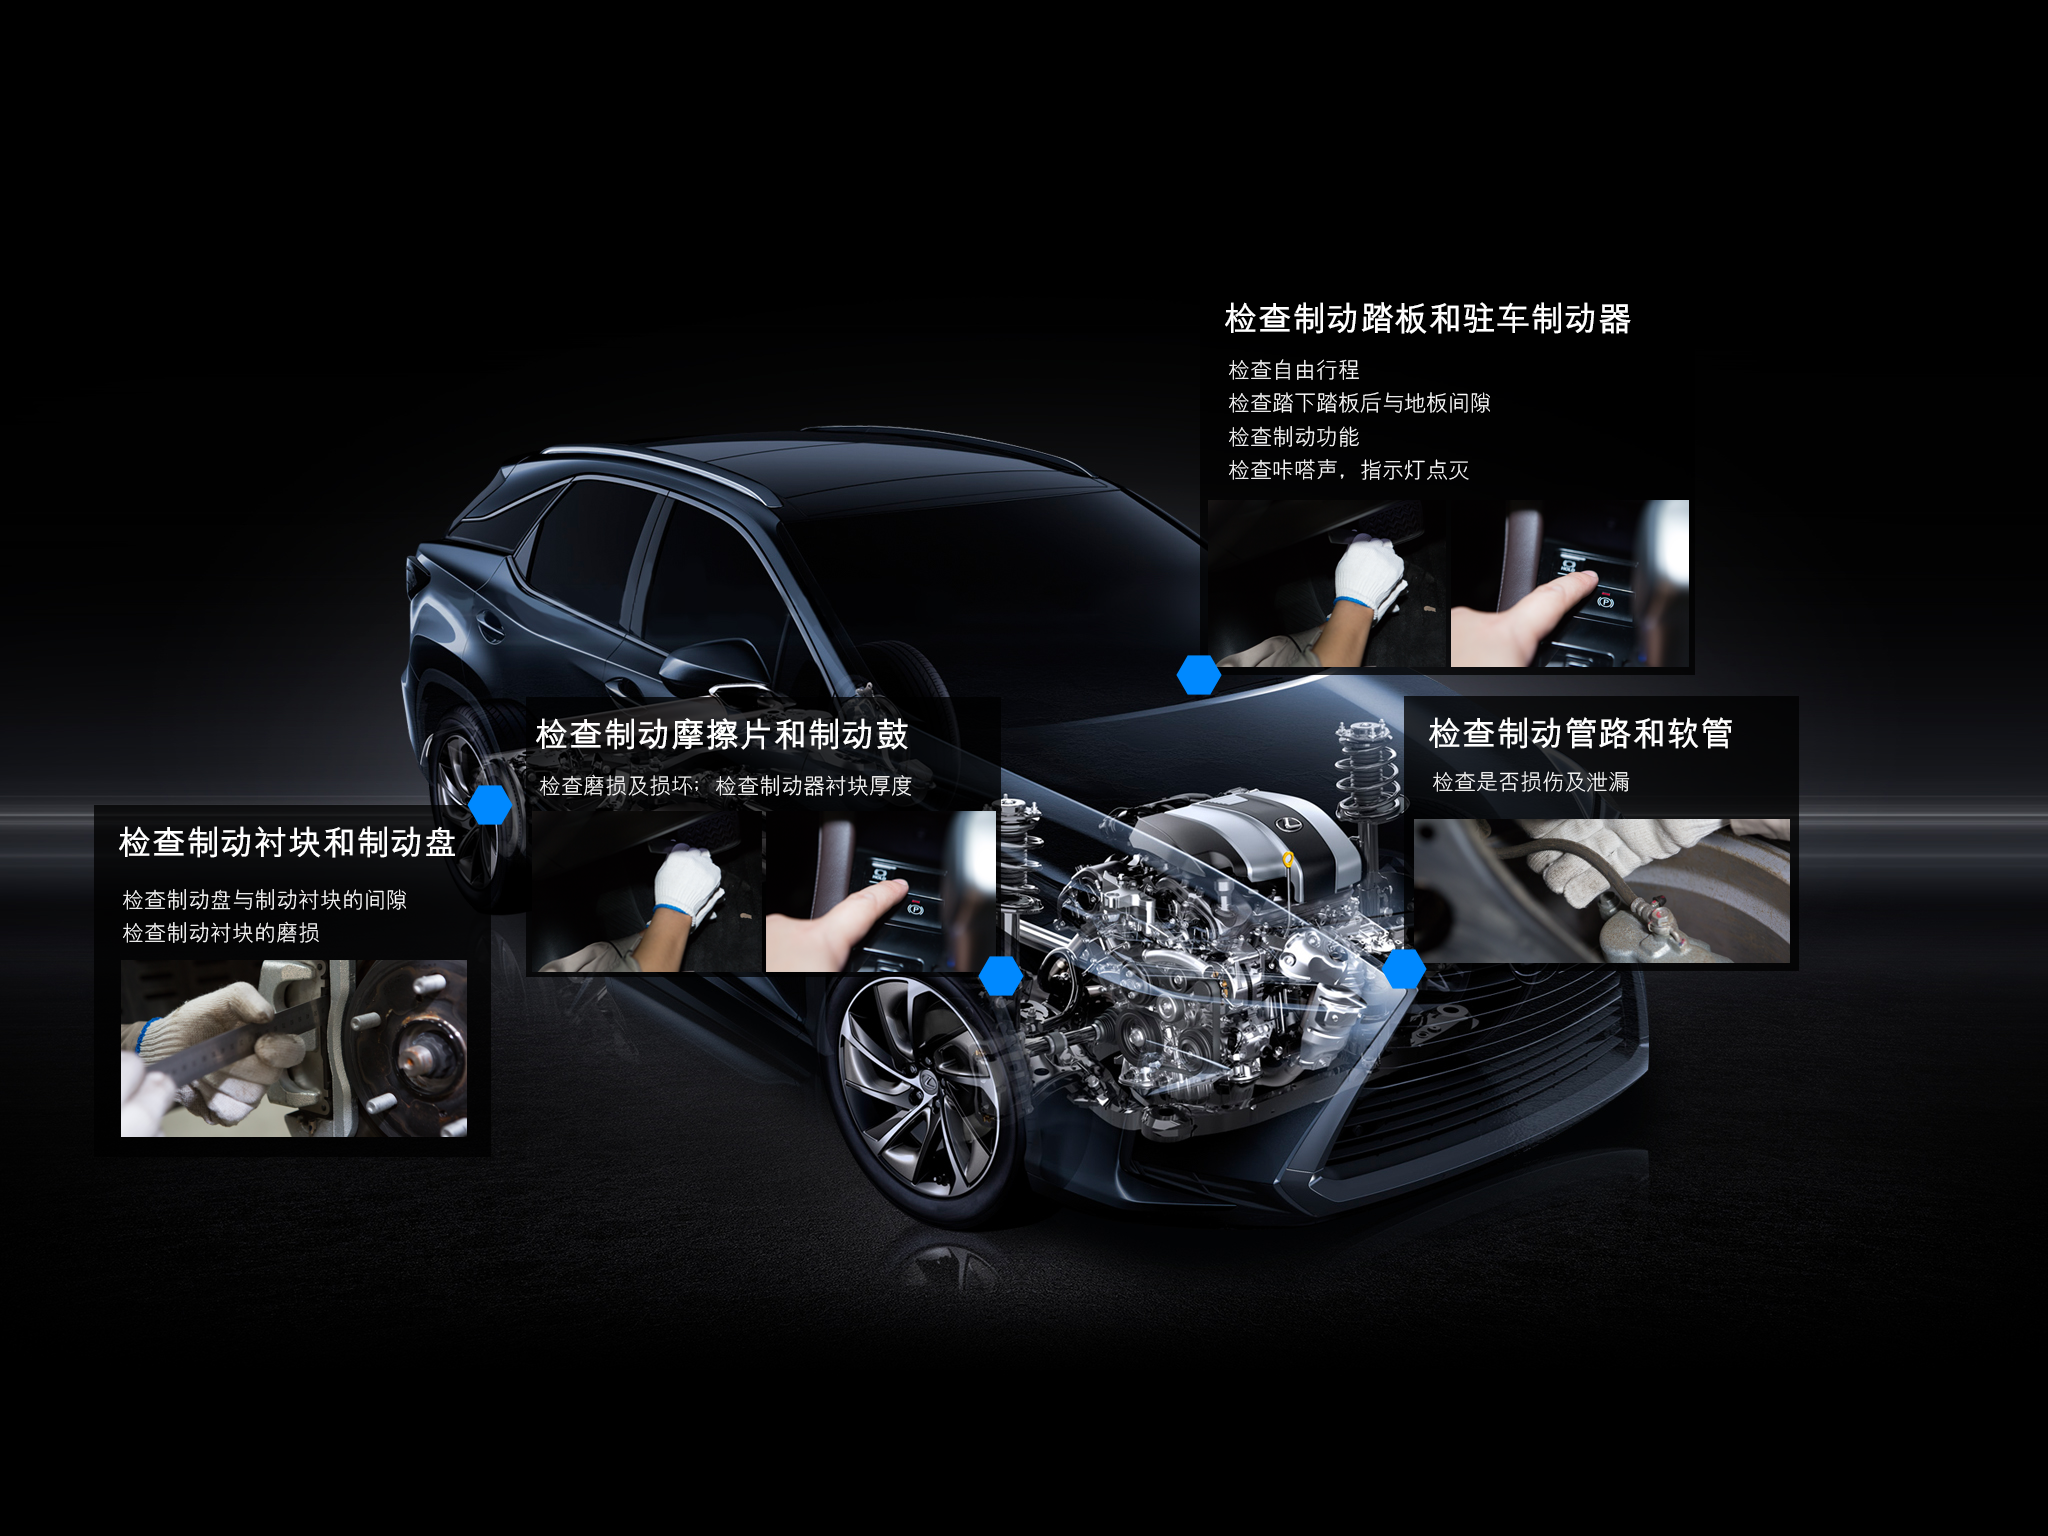 检查制动踏板和驻车制动器
检查自由行程
检查踏下踏板后与地板间隙
检查制动功能
检查咔嗒声，指示灯点灭
HOLD
P
检查制动摩擦片和制动鼓
检查磨损及损坏；检查制动器衬块厚度
HOLD
P
检查制动管路和软管
检查是否损伤及泄漏
检查制动衬块和制动盘
检查制动盘与制动衬块的间隙
检查制动衬块的磨损